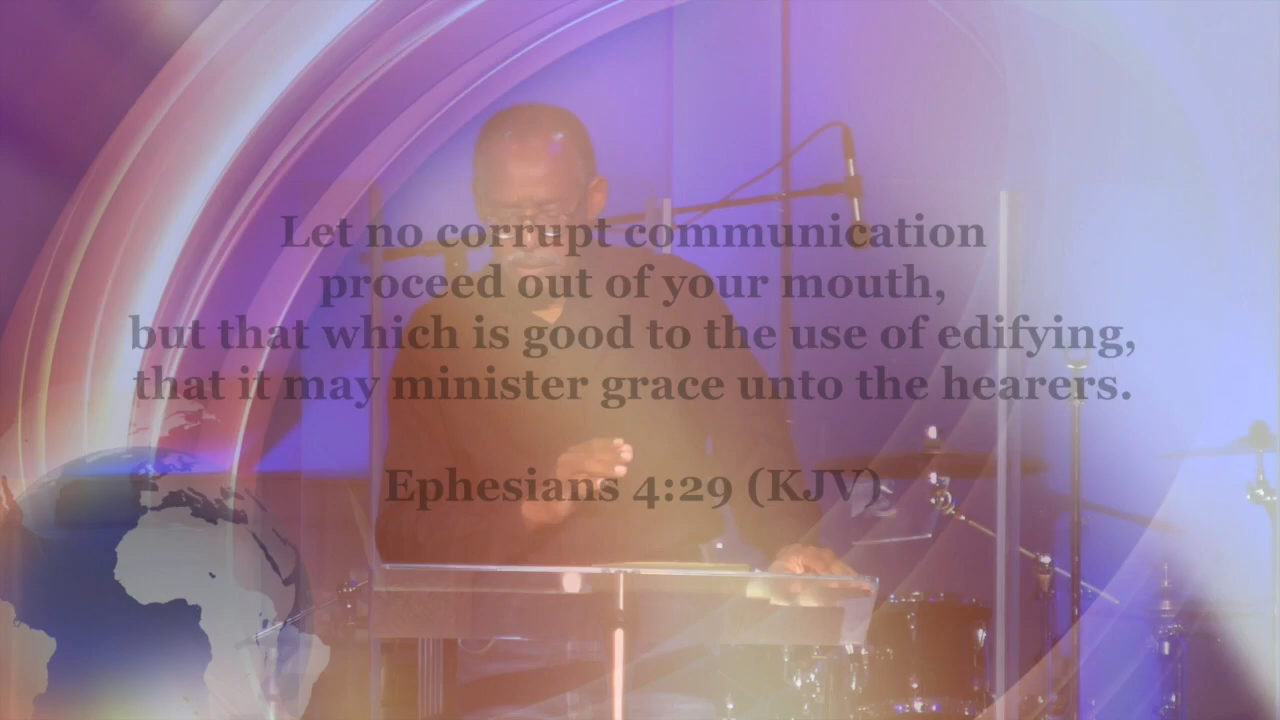 Let no corrupt communication
proceed out of your mouth,
but that which is good to the use of edifying,
that it may minister grace unto the hearers.
Ephesians 4:29 (KJV)